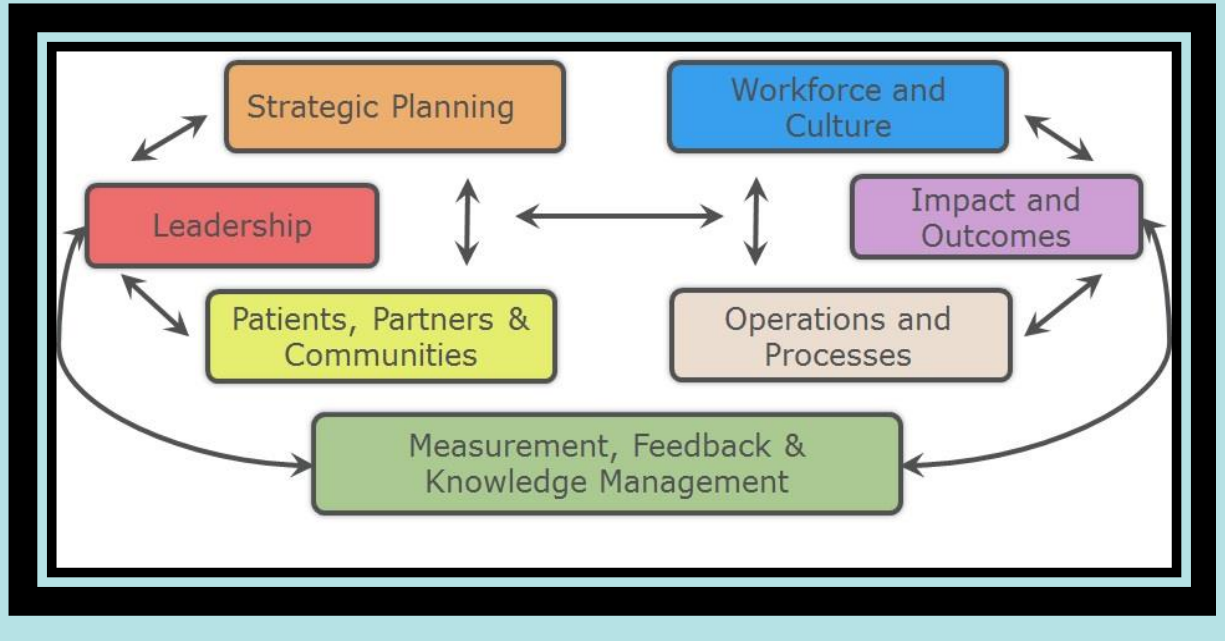 Strategic Planning
Workforce and
Culture
Leadership
Impact and
Outcomes
Patients, Partners &
Communities
Operations and
Processes
Measurement, Feedback &
Knowledge Management